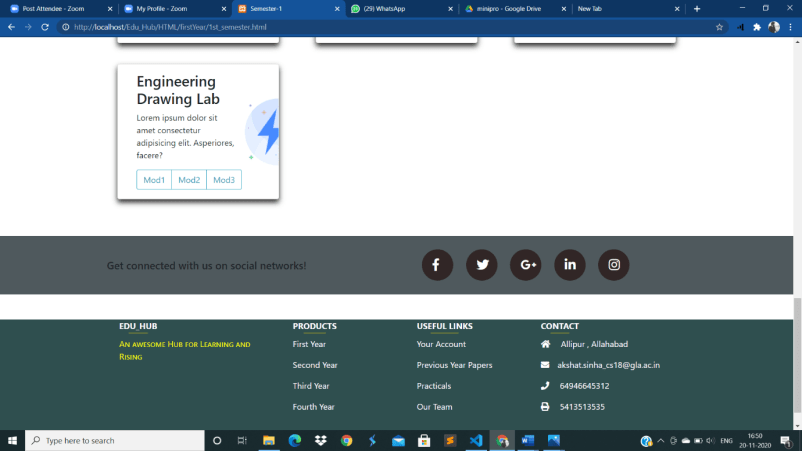 Post Attendee - Zoom
My Profile - Zoom
Semester-1
(29) WhatsApp
minipro - Google Drive
New Tab
http://localhost/Edu_Hub/HTML/firstYear/1st_semester.html
Engineering
Drawing Lab
Lorem ipsum dolor sit
amet consectetur
adipisicing elit. Asperiores,
facere?
Mod1 Mod2 Mod3
Get connected with us on social networks!
EDU_HUB
An awesome Hub for Learning and
Rising
PRODUCTS
First Year
Second Year
Third Year
Fourth Year
USEFUL LINKS
Your Account
Previous Year Papers
Practicals
Our Team
CONTACT
Allipur , Allahabad
akshat.sinha_cs18@gla.ac.in
64946645312
5413513535
Type here to search
ENG
16:50
20-11-2020